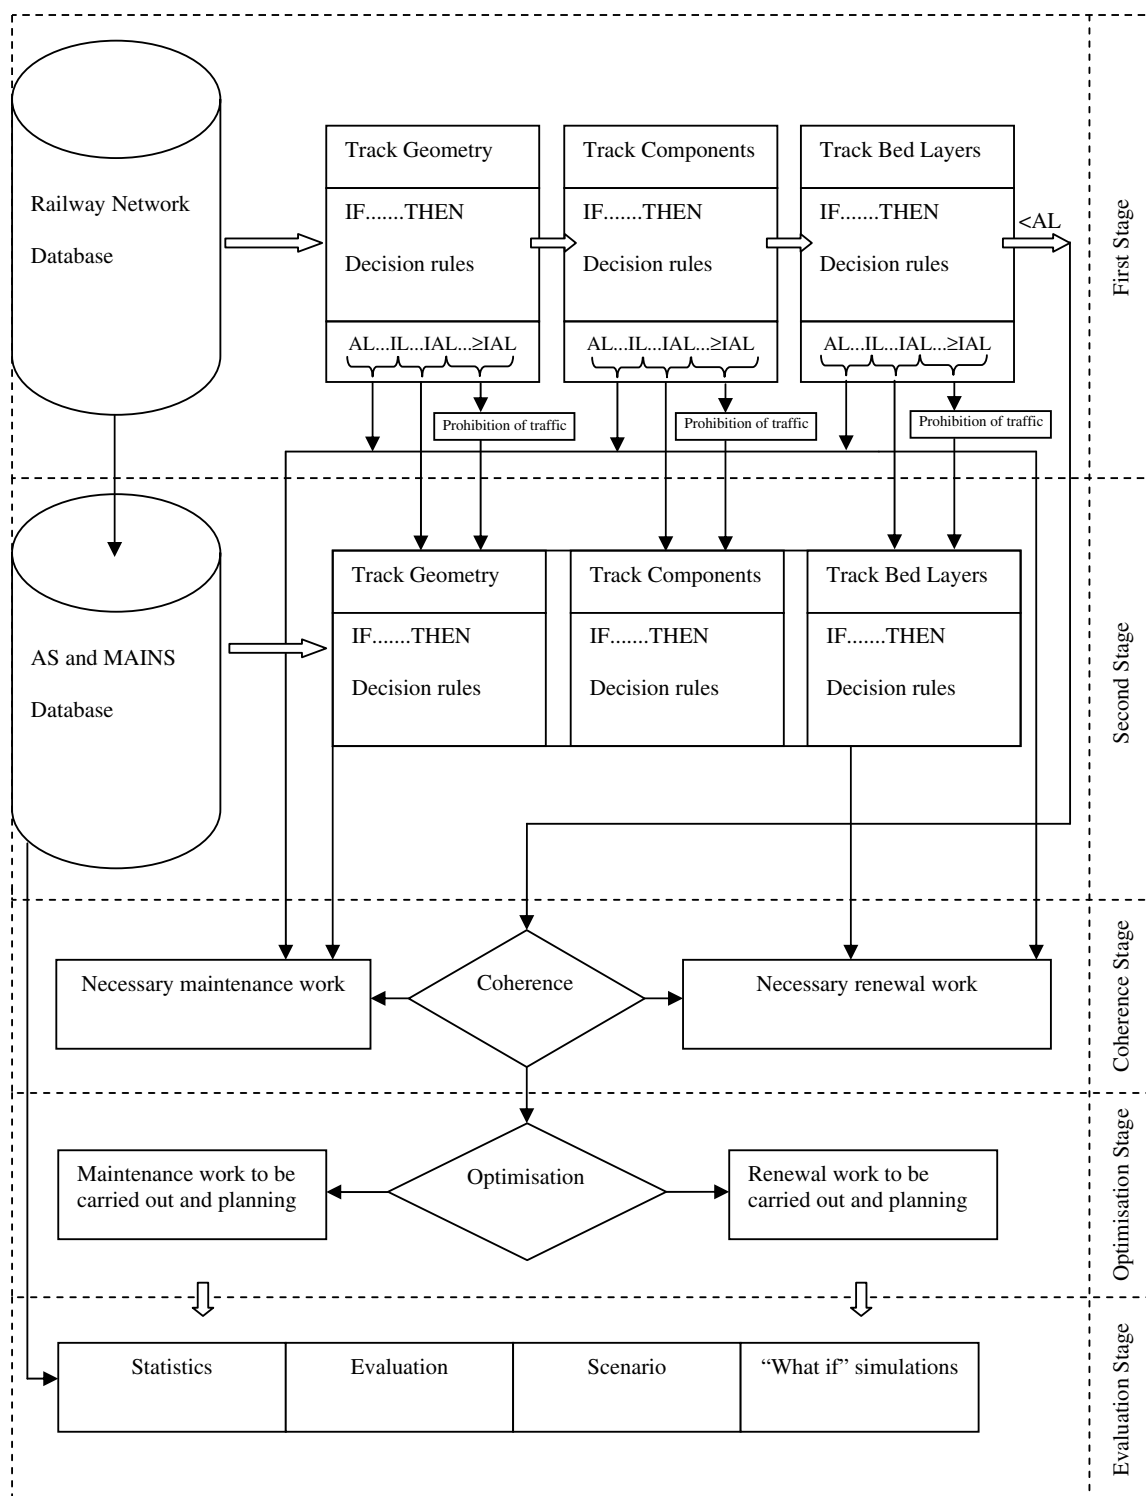 Railway Network
Database
Track Geometry
IF.......THEN
Decision rules
AL...IL...IAL...≥IAL
Track Components
IF.......THEN
Decision rules
AL...IL...IAL...≥IAL
Track Bed Layers
IF.......THEN
Decision rules
AL...IL...IAL...≥IAL
<AL
First Stage
Prohibition of traffic
Prohibition of traffic
Prohibition of traffic
AS and MAINS
Database
Track Geometry
IF.......THEN
Decision rules
Track Components
IF.......THEN
Decision rules
Track Bed Layers
IF.......THEN
Decision rules
Second Stage
Necessary maintenance work
Coherence
Necessary renewal work
Coherence Stage
Maintenance work to be
carried out and planning
Optimisation
Renewal work to be
carried out and planning
Optimisation Stage
Statistics
Evaluation
Scenario
“What if” simulations
Evaluation Stage